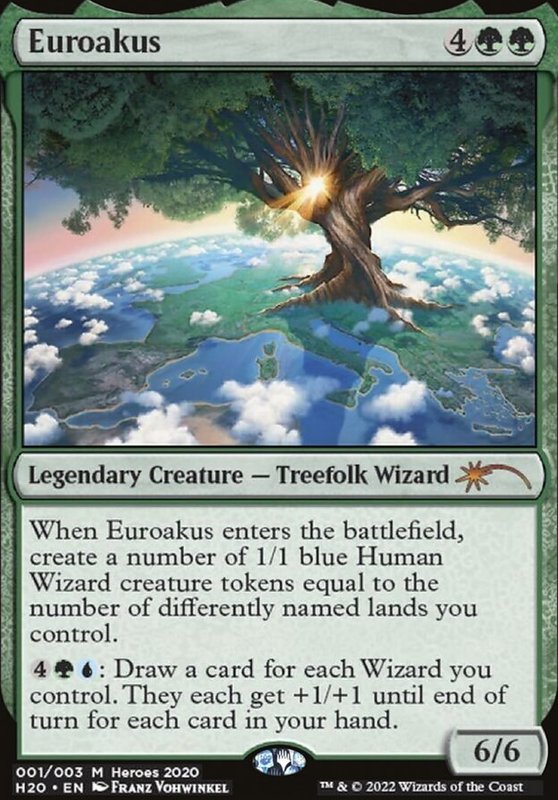 Euroakus 4
Legendary Creature — Treefolk Wizard
When Euroakus enters the battlefield,
create a number of 1/1 blue Human
Wizard creature tokens equal to the
number of differently named lands you
control.
4: Draw a card for each Wizard you
control. They each get +1/+1 until end of
turn for each card in your hand.
6/6
001/003 M Heroes 2020
H2O • EN Franz Vohwinkel
™ & © 2022 Wizards of the Coast